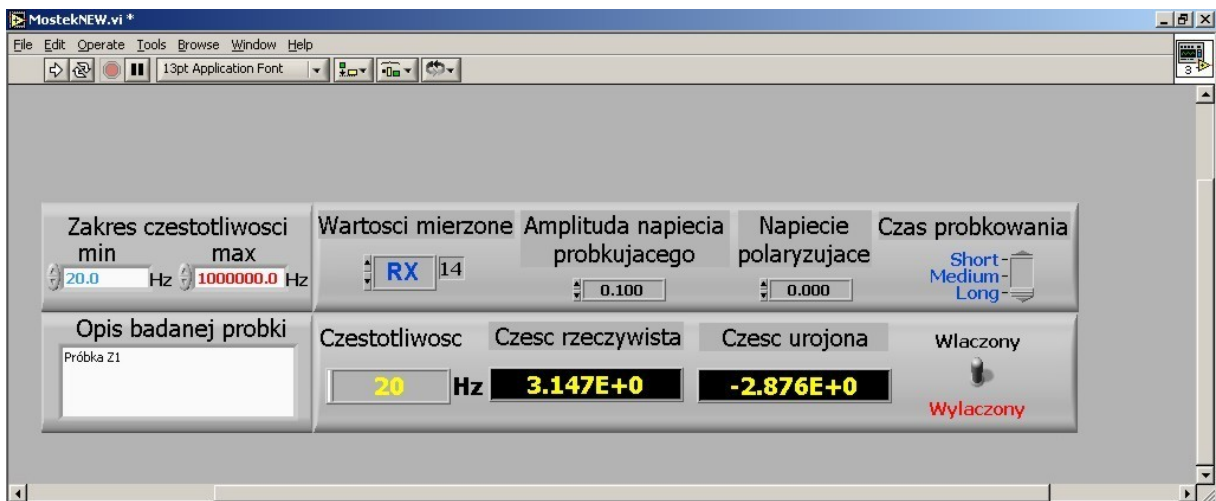 MostekNEW.vi *
File Edit Operate Tools Browse Window Help
13pt Application Font
3
Zakres czestotliwosci
min max
20.0 Hz 1000000.0 Hz
Wartosci mierzone
RX 14
Amplituda napiecia
probkujacego
0.100
Napiecie
polaryzujace
0.000
Czas probkowania
Short
Medium
Long
Opis badanej probki
Próbka Z1
Czestotliwosc
20 Hz
Czesc rzeczywista
3.147E+0
Czesc urojona
-2.876E+0
Wlaczony
Wylaczony